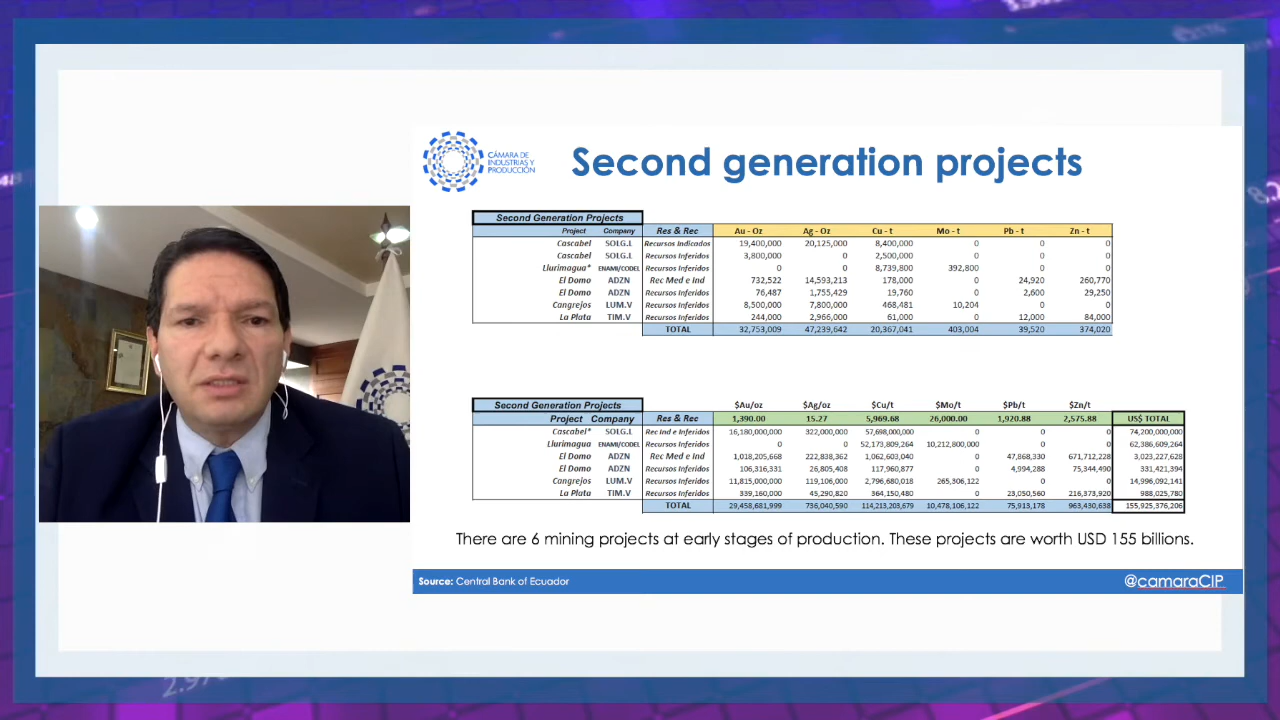 CÁMARA DE
INDUSTRIAS Y
PRODUCCIÓN
Second generation projects
Second Generation Projects
Project Company Res & Rec Au - Oz Ag - Oz Cu - t Mo - t Pb - t Zn - t
Cascabel SOLG.L Recursos Indicados 19,400,000 20,125,000 8,400,000 0 0 0
Cascabel SOLG.L Recursos Inferidos 3,800,000 0 2,500,000 0 0 0
Llurimagua* ENAMI/CODEL Recursos Inferidos 0 0 8,739,800 392,800 0 0
El Domo ADZN Rec Med e Ind 732,522 14,593,213 178,000 0 24,920 260,770
El Domo ADZN Recursos Inferidos 76,487 1,755,429 19,760 0 2,600 29,250
Cangrejos LUM.V Recursos Inferidos 8,500,000 7,800,000 468,481 10,204 0 0
La Plata TIM.V Recursos Inferidos 244,000 2,966,000 61,000 0 12,000 84,000
TOTAL 32,753,009 47,239,642 20,367,041 403,004 39,520 374,020
$Au/oz $Ag/oz $Cu/t $Mo/t $Pb/t $Zn/t
Second Generation Projects
Project Company Res & Rec 1,390.00 15.27 5,969.68 26,000.00 1,920.88 2,575.88 US$ TOTAL
Cascabel* SOLG.L Rec Ind e Inferidos 16,180,000,000 322,000,000 57,698,000,000 0 0 0 74,200,000,000
Llurimagua ENAMI/CODEL Recursos Inferidos 0 0 52,173,809,264 10,212,800,000 0 0 62,386,609,264
El Domo ADZN Rec Med e Ind 1,018,205,668 222,838,362 1,062,603,040 0 47,868,330 671,712,228 3,023,227,628
El Domo ADZN Recursos Inferidos 106,316,331 26,805,408 117,960,877 0 4,994,288 75,344,490 331,421,394
Cangrejos LUM.V Recursos Inferidos 11,815,000,000 119,106,000 2,796,680,018 265,306,122 0 0 14,996,092,141
La Plata TIM.V Recursos Inferidos 339,160,000 45,290,820 364,150,480 0 23,050,560 216,373,920 988,025,780
TOTAL 29,458,681,999 736,040,590 114,213,203,679 10,478,106,122 75,913,178 963,430,638 155,925,376,206
There are 6 mining projects at early stages of production. These projects are worth USD 155 billions.
Source: Central Bank of Ecuador
@camaraCIP